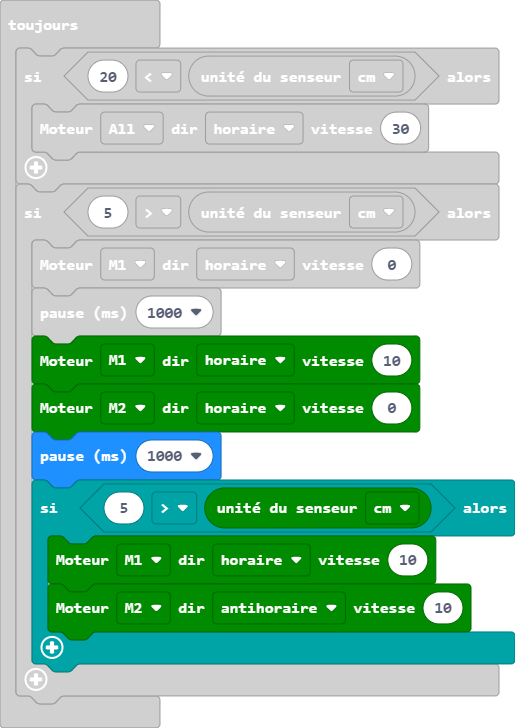 toujours
si 20 < unité du senseur cm alors
Moteur All dir horaire vitesse 30
si 5 > unité du senseur cm alors
Moteur M1 dir horaire vitesse 0
pause (ms) 1000
Moteur M1 dir horaire vitesse 10
Moteur M2 dir horaire vitesse 0
pause (ms) 1000
si 5 > unité du senseur cm alors
Moteur M1 dir horaire vitesse 10
Moteur M2 dir antihoraire vitesse 10